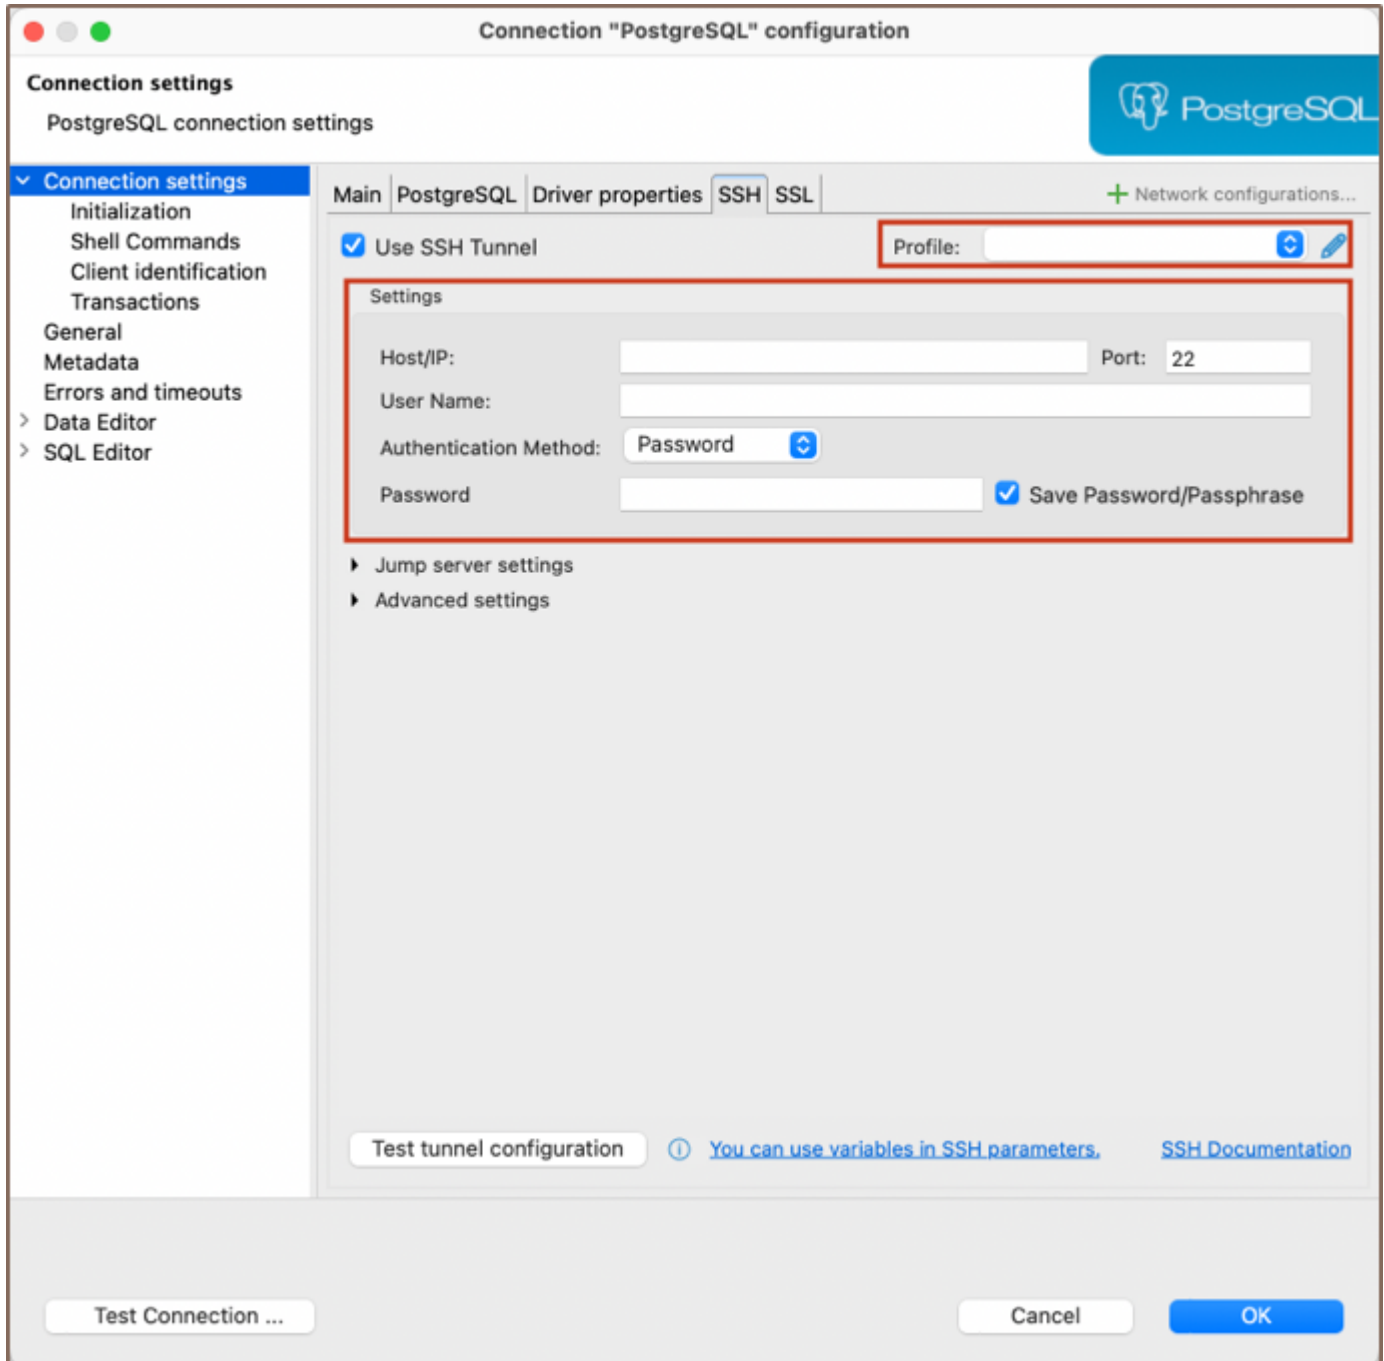 Connection "PostgreSQL" configuration
Connection settings
PostgreSQL connection settings
PostgreSQL
Connection settings
Initialization
Shell Commands
Client identification
Transactions
General
Metadata
Errors and timeouts
Data Editor
SQL Editor
Main PostgreSQL Driver properties SSH SSL Network configurations...
Use SSH Tunnel Profile:
Settings
Host/IP: Port: 22
User Name:
Authentication Method: Password
Password Save Password/Passphrase
Jump server settings
Advanced settings
Test tunnel configuration You can use variables in SSH parameters. SSH Documentation
Test Connection ... Cancel OK